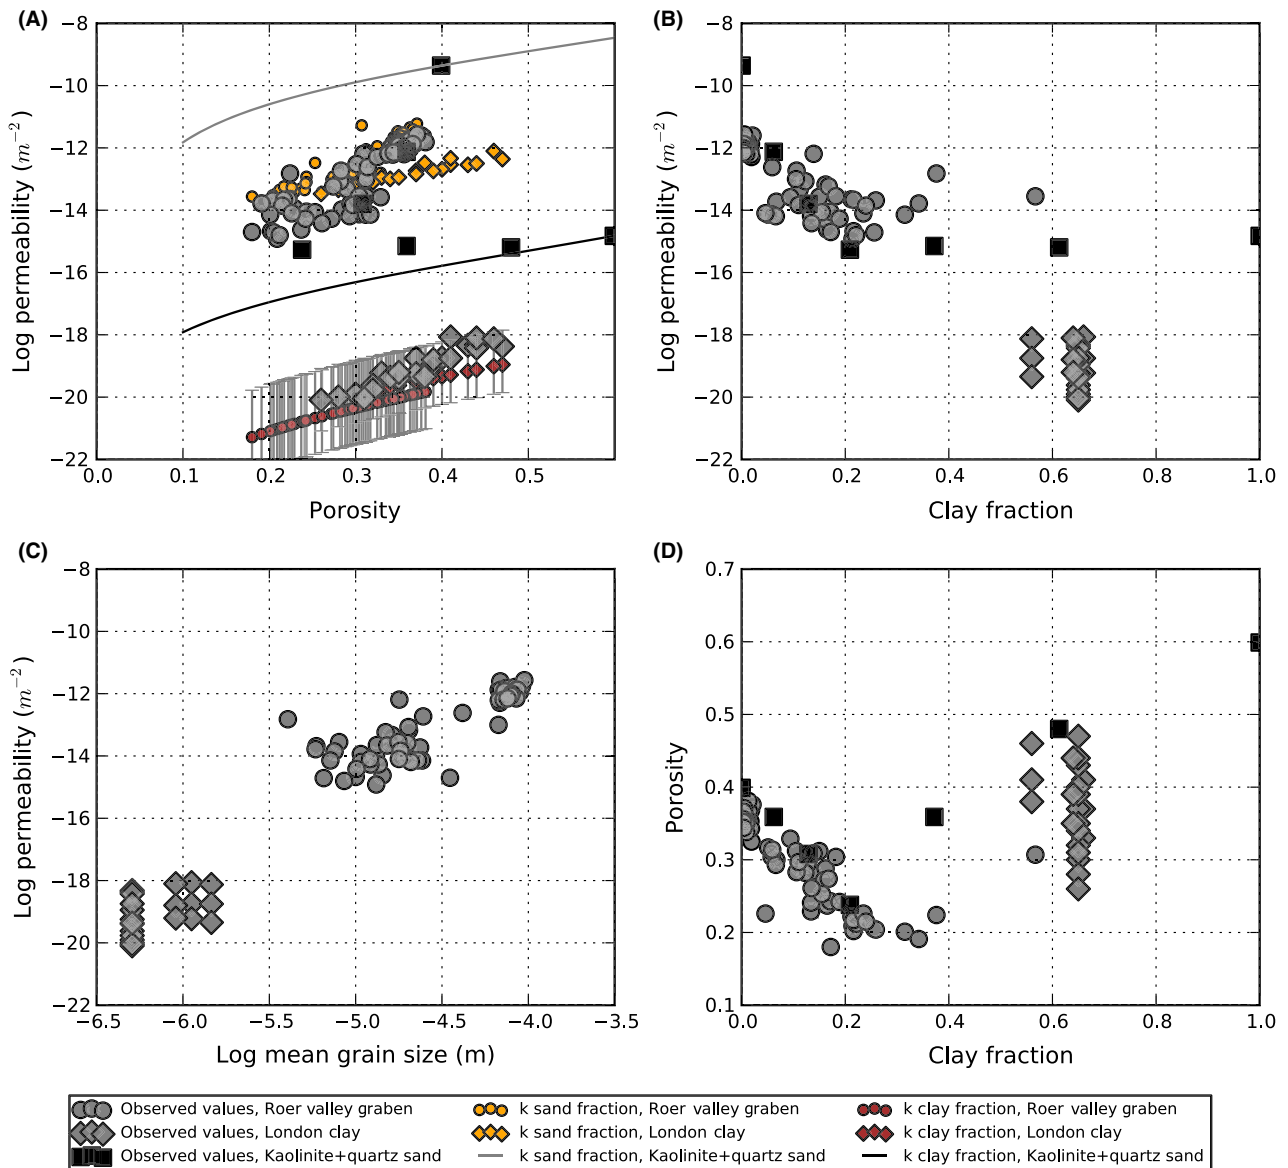 (A)
−8
−10
−12
−14
−16
−18
−20
−22
Log permeability (m⁻²)
0.0 0.1 0.2 0.3 0.4 0.5
Porosity
(B)
−8
−10
−12
−14
−16
−18
−20
−22
Log permeability (m⁻²)
0.0 0.2 0.4 0.6 0.8 1.0
Clay fraction
(C)
−8
−10
−12
−14
−16
−18
−20
−22
Log permeability (m⁻²)
−6.5 −6.0 −5.5 −5.0 −4.5 −4.0 −3.5
Log mean grain size (m)
(D)
0.7
0.6
0.5
0.4
0.3
0.2
0.1
Porosity
0.0 0.2 0.4 0.6 0.8 1.0
Clay fraction
Observed values, Roer valley graben
k sand fraction, Roer valley graben
k clay fraction, Roer valley graben
Observed values, London clay
k sand fraction, London clay
k clay fraction, London clay
Observed values, Kaolinite+quartz sand
k sand fraction, Kaolinite+quartz sand
k clay fraction, Kaolinite+quartz sand